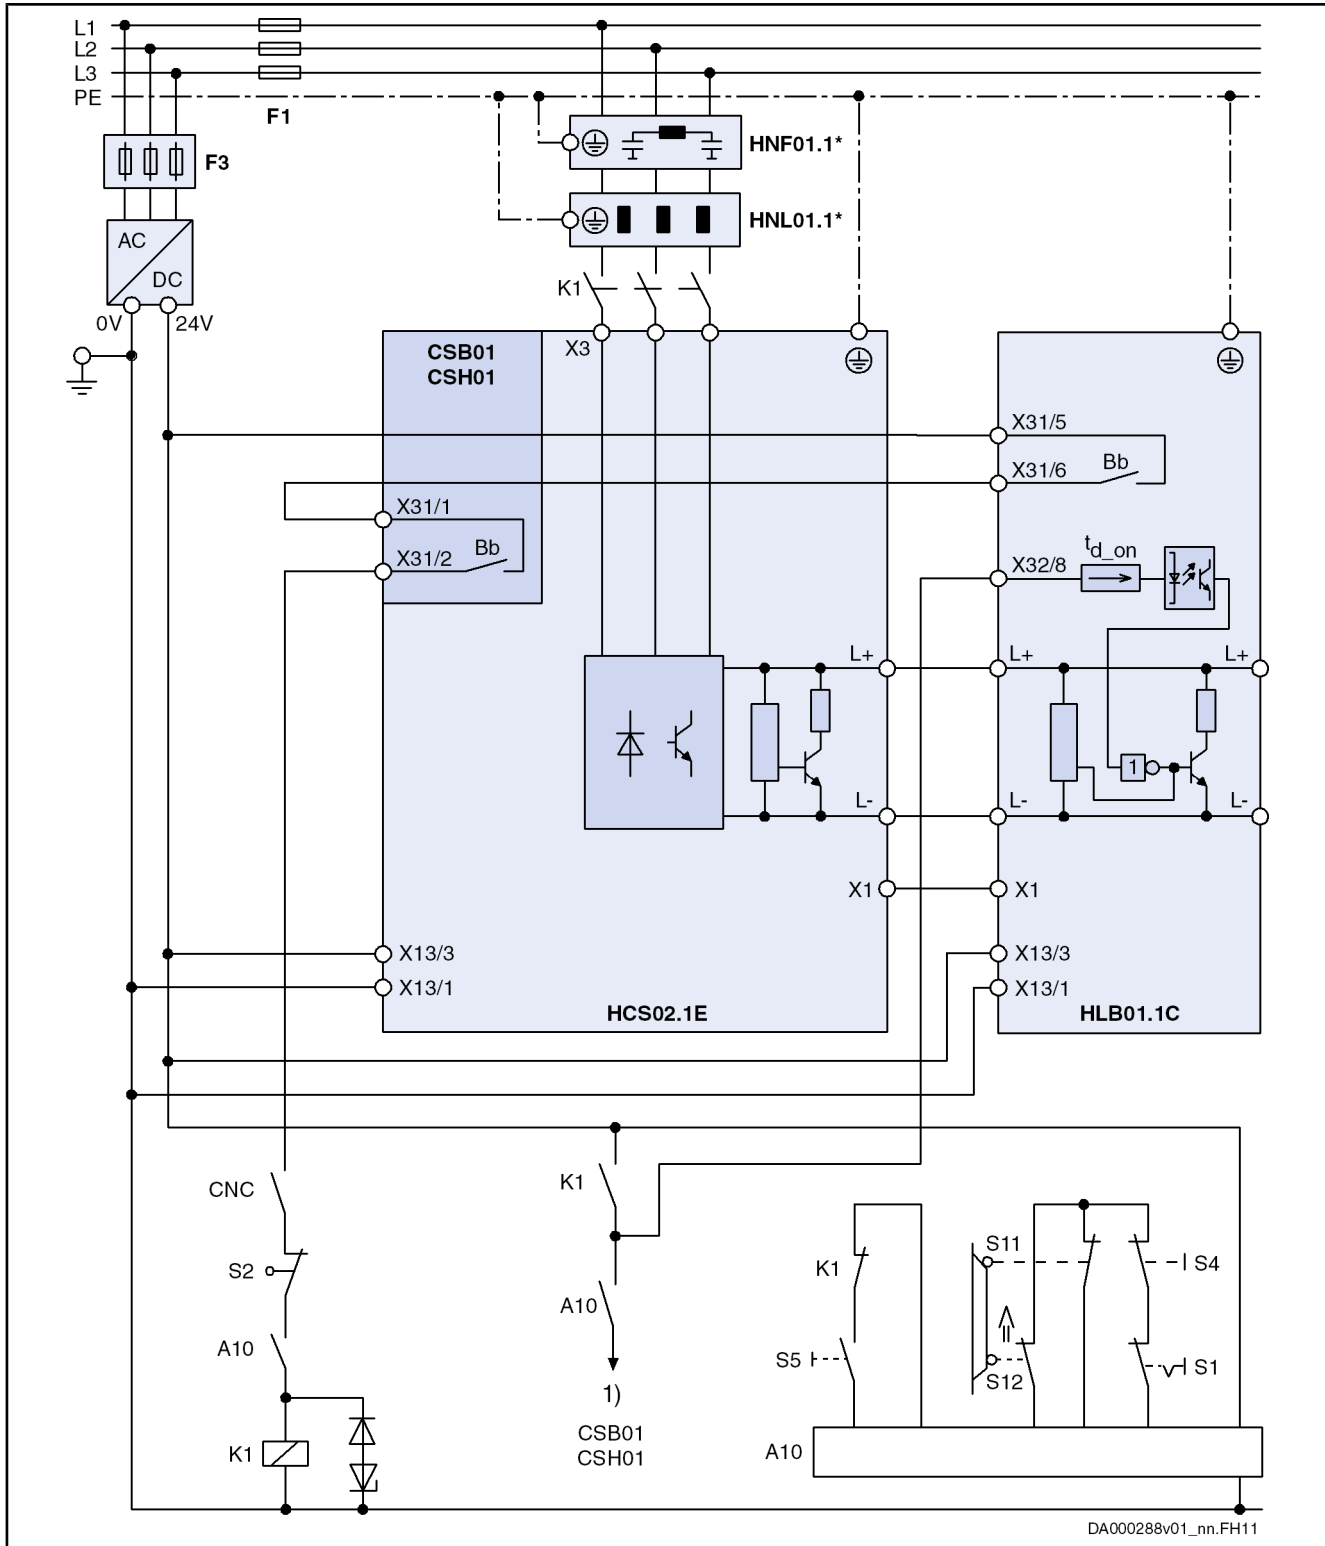 L1
L2
L3
PE
F1
F3
HNF01.1*
HNL01.1*
AC
DC
K1
0V
24V
CSB01
CSH01
X3
X31/5
X31/6
Bb
X31/1
X31/2
Bb
X32/8
td_on
L+
L+
L+
1
L-
L-
L-
X1
X1
X13/3
X13/1
X13/3
X13/1
HCS02.1E
HLB01.1C
CNC
K1
S2
S11
S4
K1
A10
A10
S5
S12
S1
1)
CSB01
CSH01
K1
A10
DA000288v01_nn.FH11